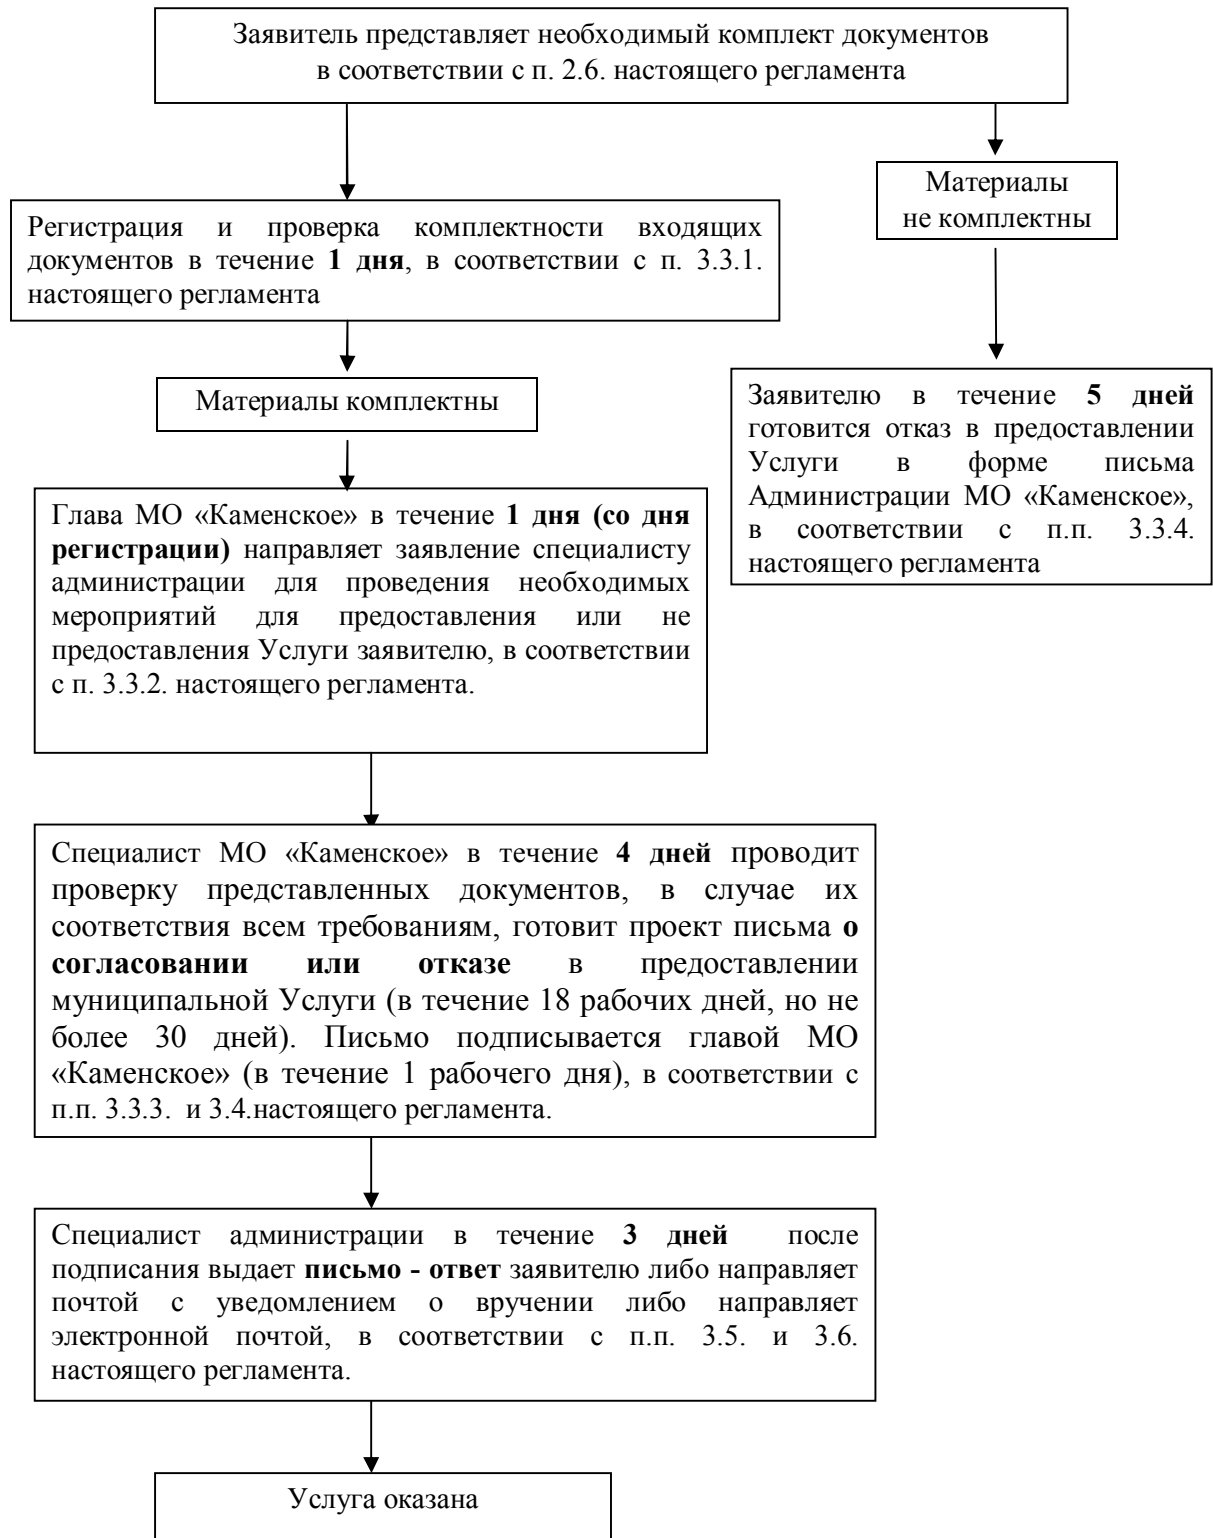 Заявитель представляет необходимый комплект документов
в соответствии с п. 2.6. настоящего регламента
Материалы
не комплектны
Регистрация и проверка комплектности входящих
документов в течение 1 дня, в соответствии с п. 3.3.1.
настоящего регламента
Материалы комплектны
Заявителю в течение 5 дней
готовится отказ в предоставлении
Услуги в форме письма
Администрации МО «Каменское»,
в соответствии с п.п. 3.3.4.
настоящего регламента
Глава МО «Каменское» в течение 1 дня (со дня
регистрации) направляет заявление специалисту
администрации для проведения необходимых
мероприятий для предоставления или не
предоставления Услуги заявителю, в соответствии
с п. 3.3.2. настоящего регламента.
Специалист МО «Каменское» в течение 4 дней проводит
проверку представленных документов, в случае их
соответствия всем требованиям, готовит проект письма о
согласовании или отказе в предоставлении
муниципальной Услуги (в течение 18 рабочих дней, но не
более 30 дней). Письмо подписывается главой МО
«Каменское» (в течение 1 рабочего дня), в соответствии с
п.п. 3.3.3. и 3.4.настоящего регламента.
Специалист администрации в течение 3 дней после
подписания выдает письмо - ответ заявителю либо направляет
почтой с уведомлением о вручении либо направляет
электронной почтой, в соответствии с п.п. 3.5. и 3.6.
настоящего регламента.
Услуга оказана